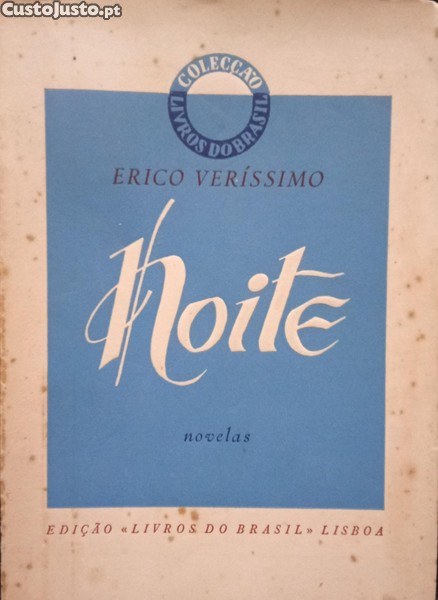 CustoJusto.pt
COLECÇÃO
LIVROS DO BRASIL
ERICO VERÍSSIMO
Noite
novelas
EDIÇÃO «LIVROS DO BRASIL» LISBOA